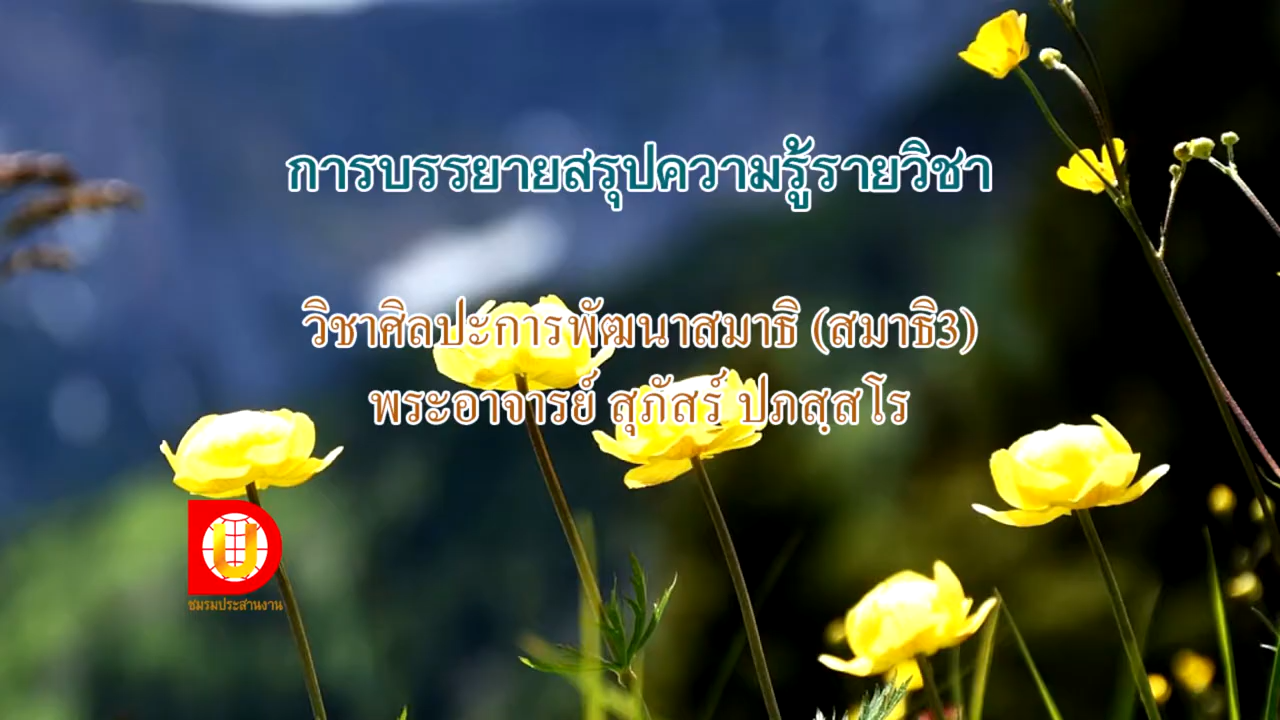 การบรรยายสรุปความรู้รายวิชา
วิชาศิลปะการพัฒนาสมาธิ (สมาธิ3)
พระอาจารย์ สุภัสร์ ปภสฺสโร
DU
ชมรมประสานงาน